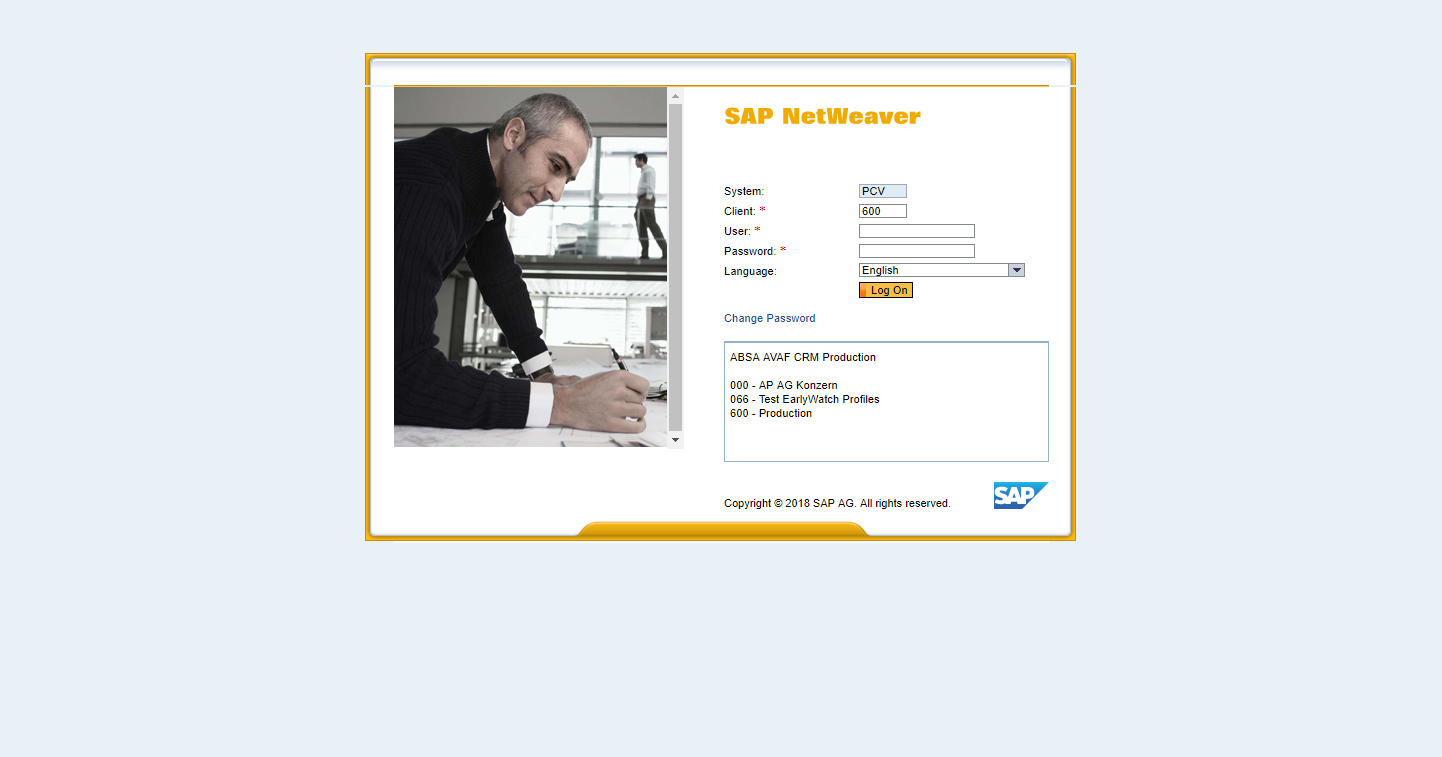 SAP NetWeaver
System: PCV
Client: * 600
User: *
Password: *
Language: English
Log On
Change Password
ABSA AVAF CRM Production
000 - AP AG Konzern
066 - Test EarlyWatch Profiles
600 - Production
Copyright © 2018 SAP AG. All rights reserved.
SAP